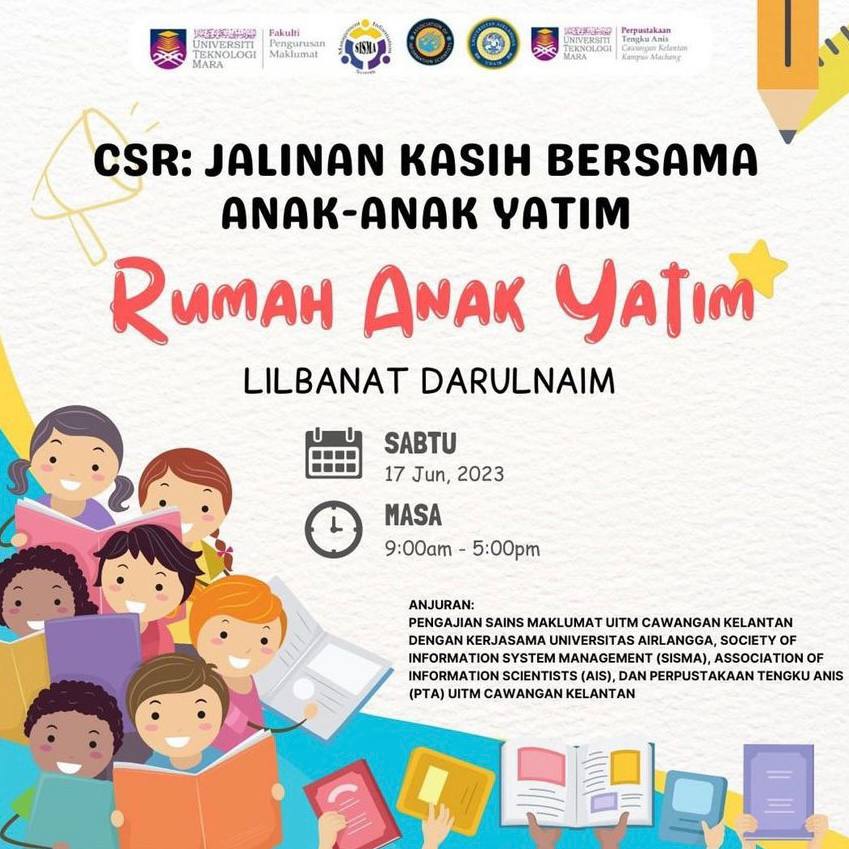 UNIVERSITI
TEKNOLOGI
MARA
Fakulti
Pengurusan
Maklumat
SISMA
UNIVERSITAS AIRLANGGA
UNIVERSITI
TEKNOLOGI
MARA
Perpustakaan
Tengku Anis
Cawangan Kelantan
Kampus Machang
CSR: JALINAN KASIH BERSAMA
ANAK-ANAK YATIM
RUMAH ANAK YATIM
LILBANAT DARULNAIM
SABTU
17 Jun, 2023
MASA
9:00am - 5:00pm
ANJURAN:
PENGAJIAN SAINS MAKLUMAT UITM CAWANGAN KELANTAN
DENGAN KERJASAMA UNIVERSITAS AIRLANGGA, SOCIETY OF
INFORMATION SYSTEM MANAGEMENT (SISMA), ASSOCIATION OF
INFORMATION SCIENTISTS (AIS), DAN PERPUSTAKAAN TENGKU ANIS
(PTA) UITM CAWANGAN KELANTAN